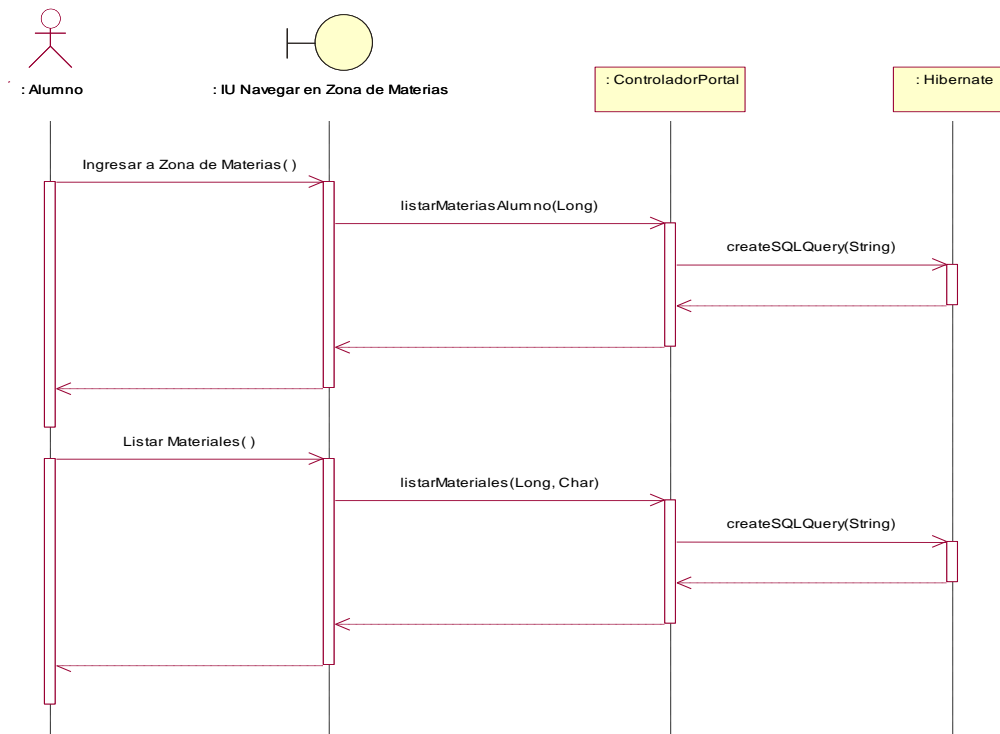 : Alumno
: IU Navegar en Zona de Materias
: ControladorPortal
: Hibernate
Ingresar a Zona de Materias( )
listarMateriasAlumno(Long)
createSQLQuery(String)
Listar Materiales( )
listarMateriales(Long, Char)
createSQLQuery(String)